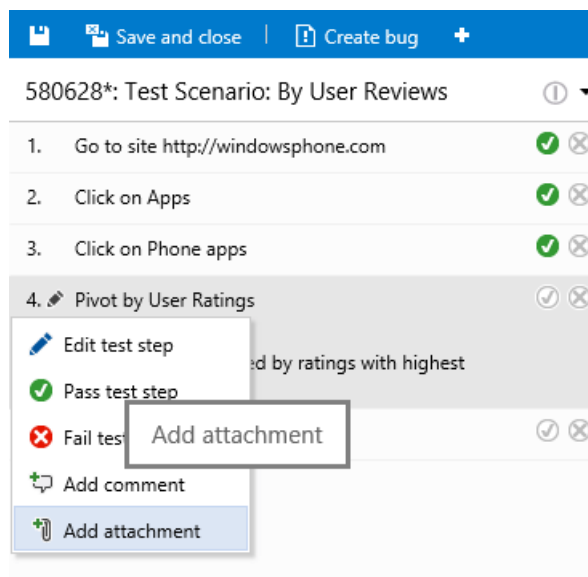 Save and close
Create bug
580628*: Test Scenario: By User Reviews
1. Go to site http://windowsphone.com
2. Click on Apps
3. Click on Phone apps
4. Pivot by User Ratings
Edit test step
by ratings with highest
Pass test step
Fail
Add attachment
Add comment
Add attachment